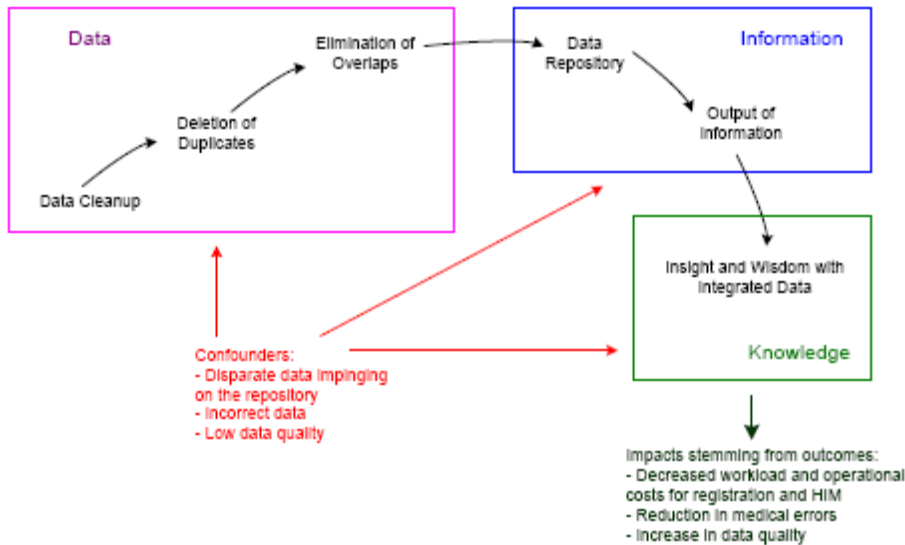 Data
Elimination of
Overlaps
Data
Repository
Information
Deletion of
Duplicates
Output of
Information
Data Cleanup
Insight and Wisdom with
Integrated Data
Knowledge
Confounders:
- Disparate data impinging
on the repository
- Incorrect data
- Low data quality
Impacts stemming from outcomes:
- Decreased workload and operational
costs for registration and HIM
- Reduction in medical errors
- Increase in data quality